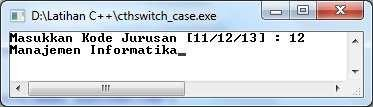 D:\Latihan C++\cthswitch_case.exe
Masukkan Kode Jurusan [11/12/13] : 12
Manajemen Informatika_